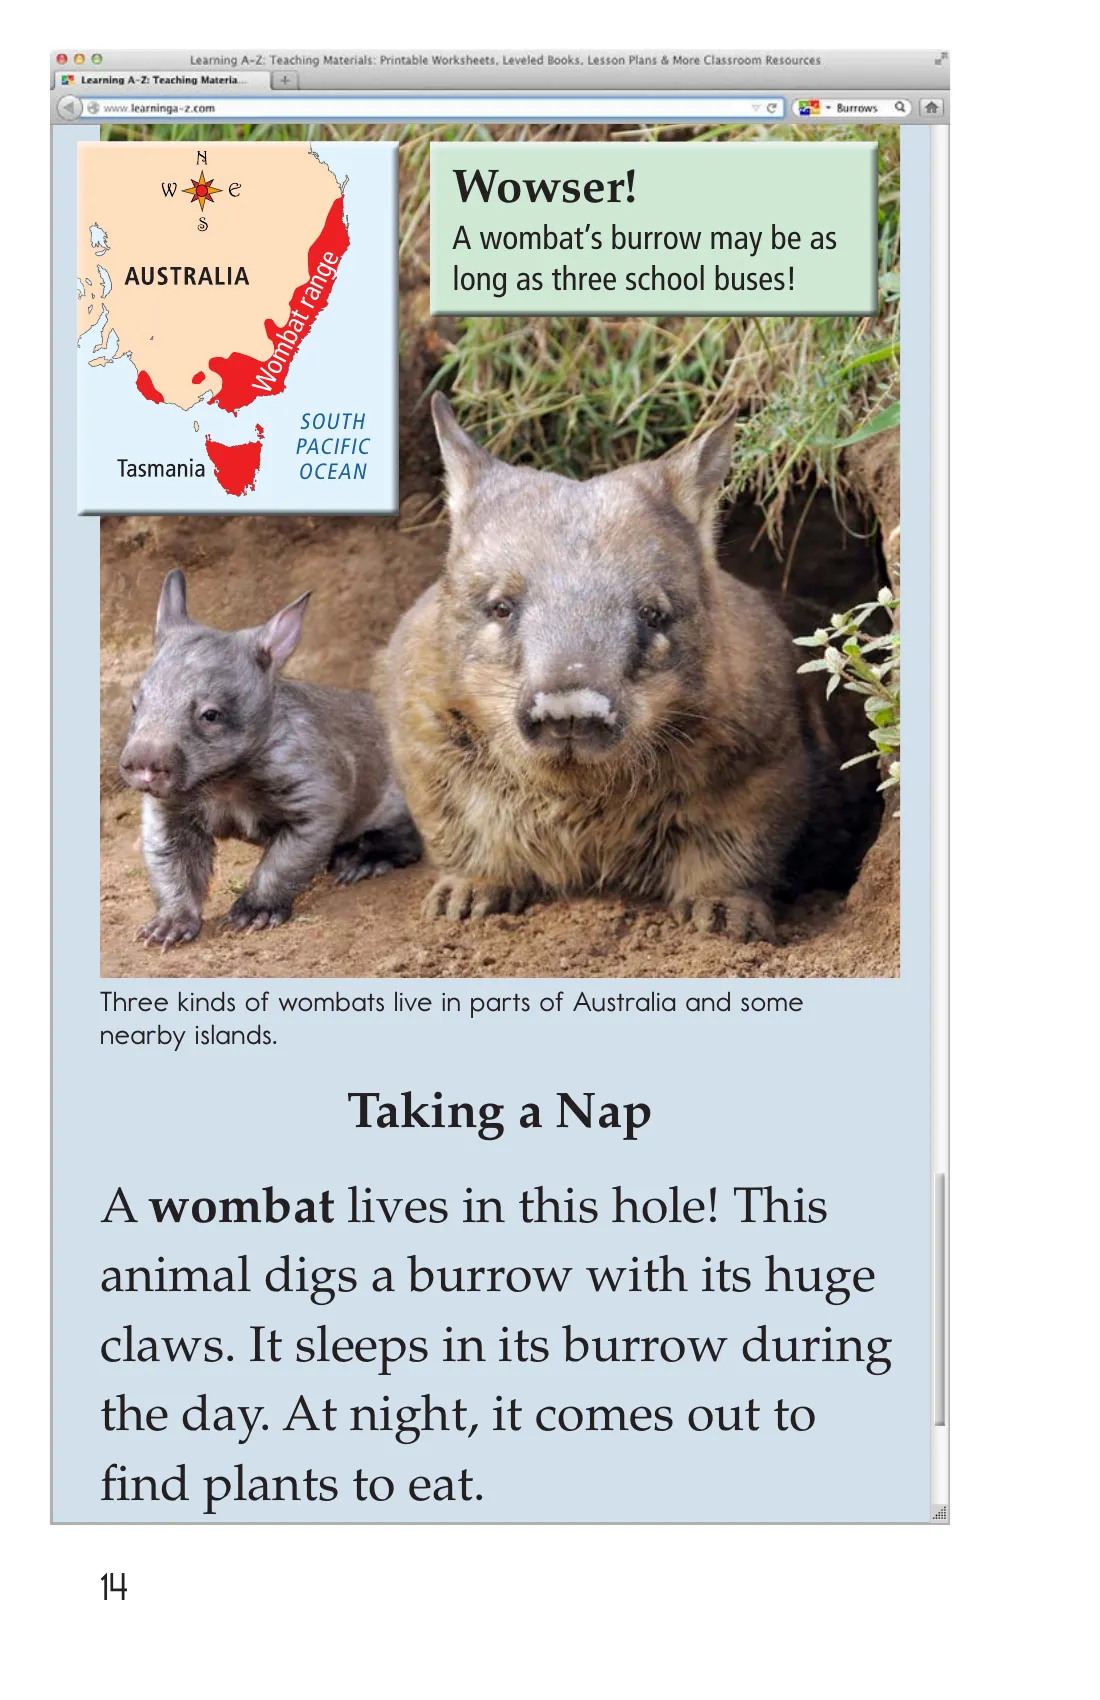 Learning A-Z: Teaching Materials: Printable Worksheets, Leveled Books, Lesson Plans & More Classroom Resources
Learning A-Z: Teaching Materia...
www.learninga-z.com
Burrows
N
W E
S
AUSTRALIA
Wombat range
SOUTH
PACIFIC
OCEAN
Tasmania
Wowser!
A wombat’s burrow may be as
long as three school buses!
Three kinds of wombats live in parts of Australia and some
nearby islands.
Taking a Nap
A wombat lives in this hole! This
animal digs a burrow with its huge
claws. It sleeps in its burrow during
the day. At night, it comes out to
find plants to eat.
14